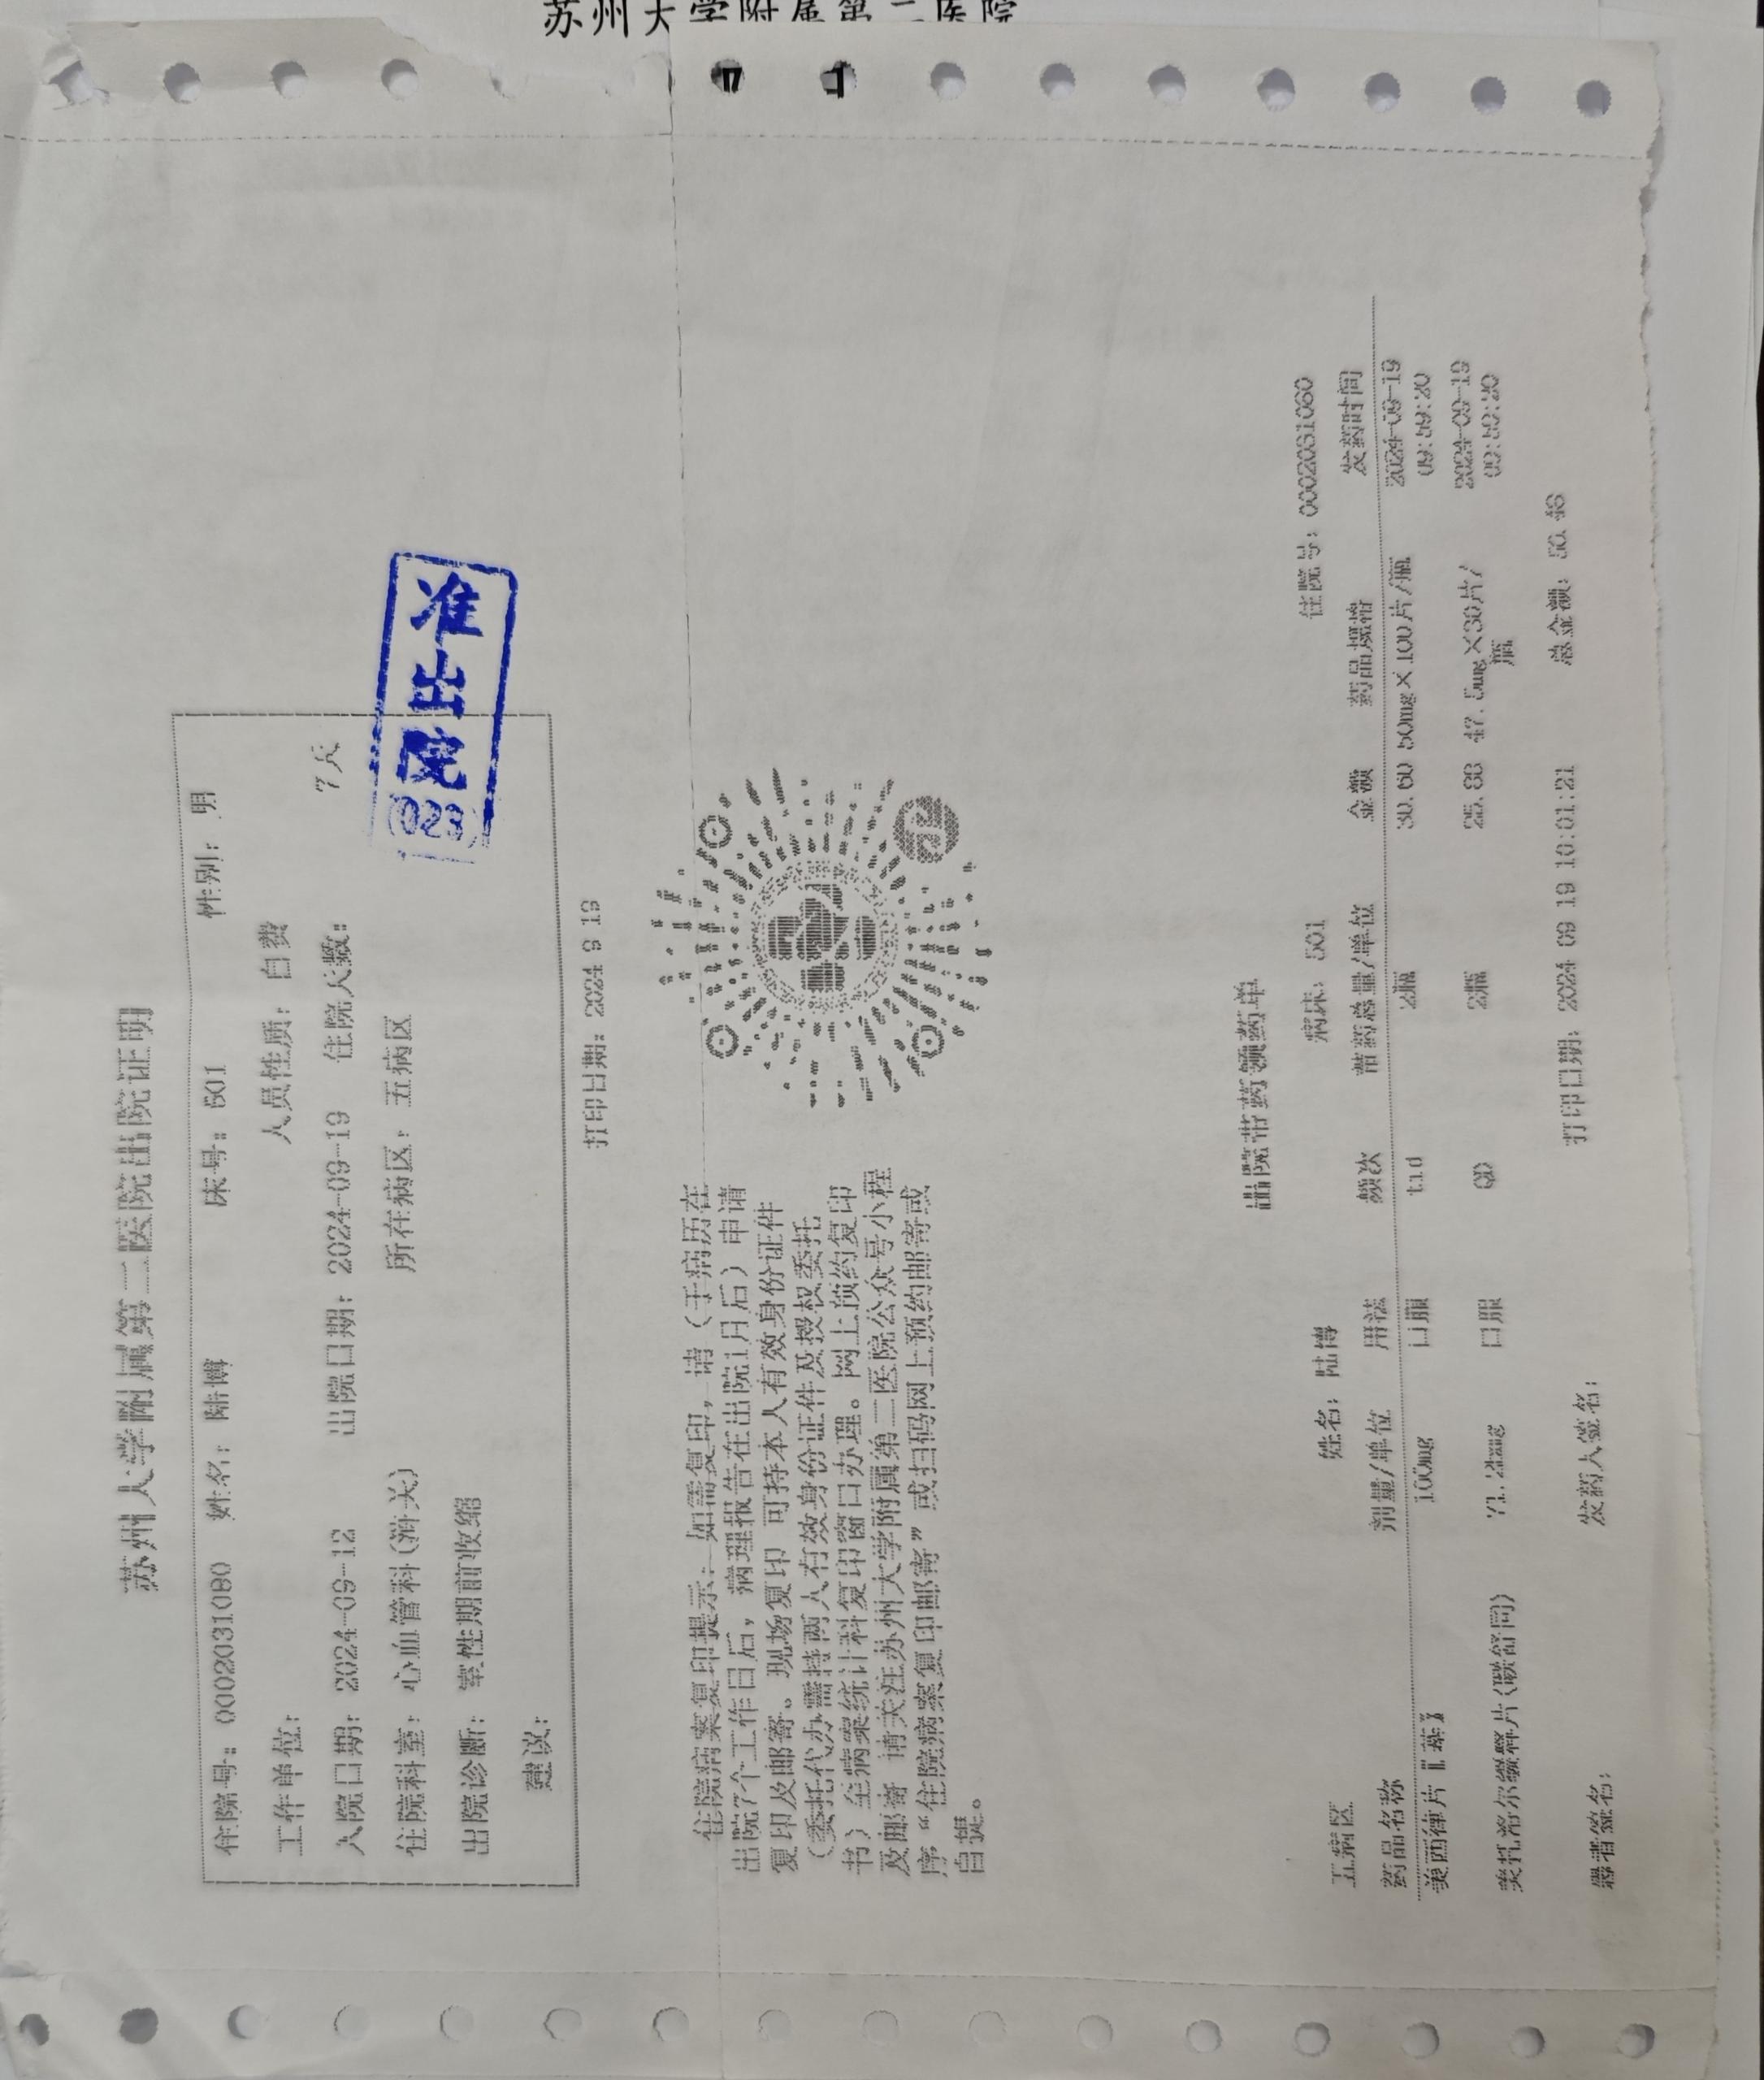 苏州大学附属第二医院
苏州大学附属第二医院出院证明
住院号：0002031080 姓名：陆博 床号：501 性别：
工作单位： 人员性质：自费
入院日期：2024-09-12 出院日期：2024-09-19 住院天数：7天
住院科室：心血管科(浒关) 所在病区：五病区
出院诊断：室性期前收缩
建议：
准出院
(023)
打印日期：2024 9 19
住院病案复印提示：如需复印，请（于病历在
出院7个工作日后，病理报告在出院1月后）申请
复印及邮寄。现场复印 可持本人有效身份证件
（委托代办需持两人有效身份证件及授权委托
书）至病案统计科复印窗口办理。网上预约复印
及邮寄 请关注苏州大学附属第二医院公众号小程
序“住院病案复印邮寄”或扫码网上预约邮寄或
自提。
出院带药领药单
五病区 姓名：陆博 病床：501 住院号：0002031080
药品名称 剂量/单位 用法 频次 带药总量/单位 金额 药品规格 发药时间
美西律片 100mg 口服 tid 2瓶 30.60 50mg×100片/瓶 2024-09-19
09:59:20
美托洛尔缓释片(联舒同) 71.25mg 口服 QD 2瓶 25.88 47.5mg×30片/ 2024-09-19
瓶 09:59:20
总金额：56.48
患者签名： 发药人签名： 打印日期：2024 09 19 10:01:21